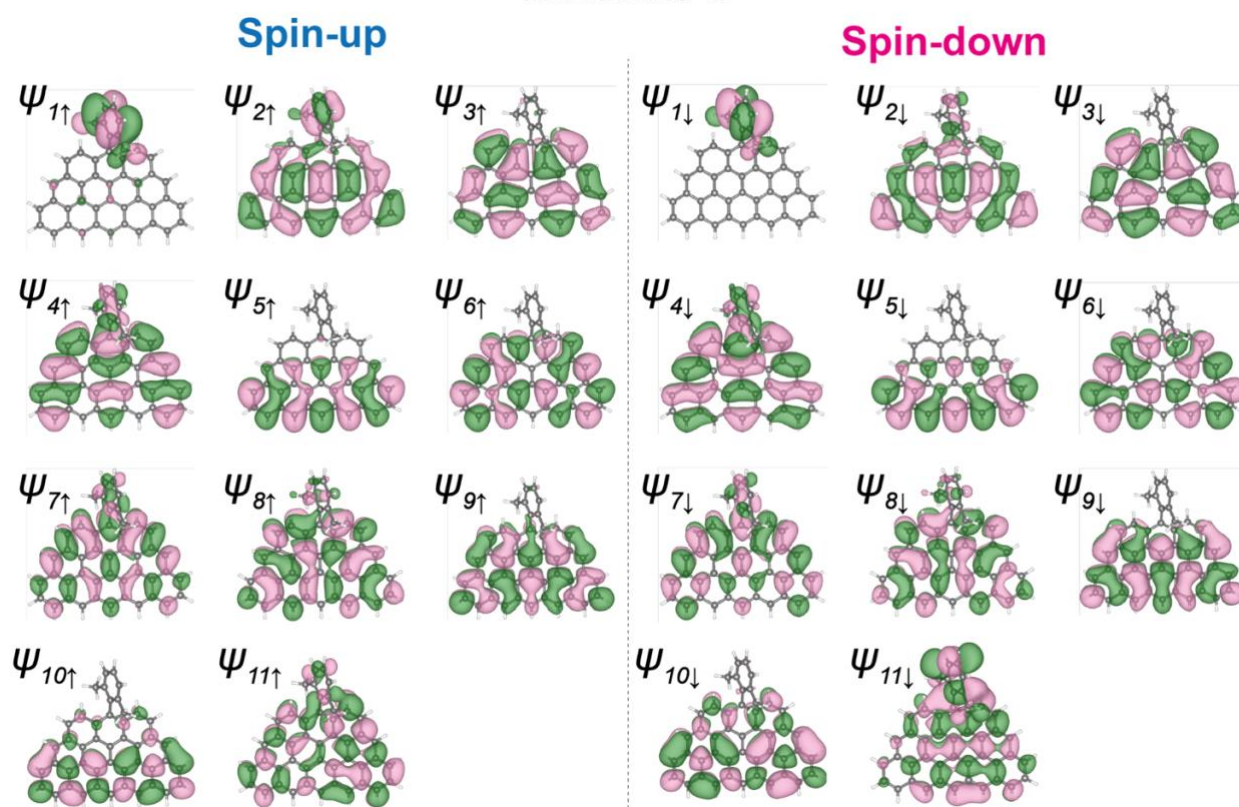 Spin-up
Spin-down
ψ1↑ ψ2↑ ψ3↑ ψ1↓ ψ2↓ ψ3↓
ψ4↑ ψ5↑ ψ6↑ ψ4↓ ψ5↓ ψ6↓
ψ7↑ ψ8↑ ψ9↑ ψ7↓ ψ8↓ ψ9↓
ψ10↑ ψ11↑ ψ10↓ ψ11↓